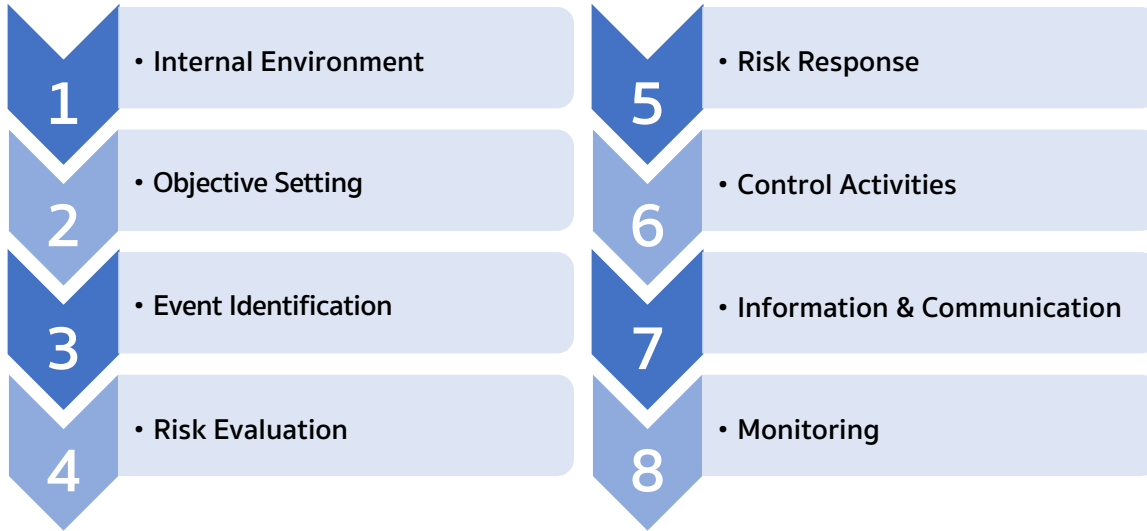 1
• Internal Environment
2
• Objective Setting
3
• Event Identification
4
• Risk Evaluation
5
• Risk Response
6
• Control Activities
7
• Information & Communication
8
• Monitoring